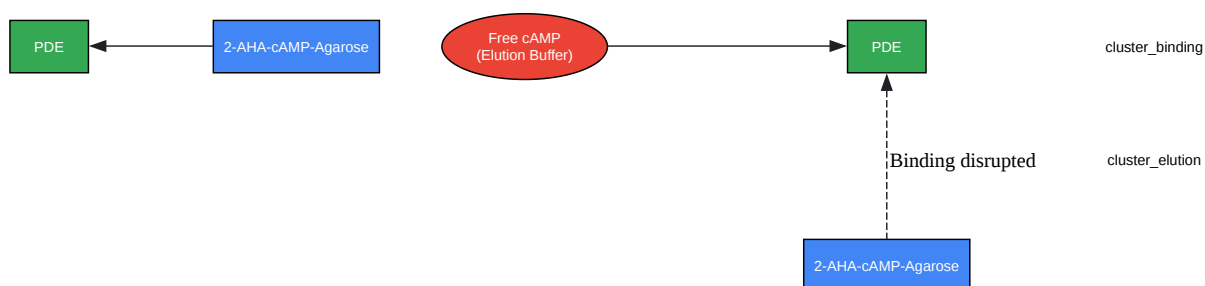 PDE
2-AHA-cAMP-Agarose
Free cAMP
(Elution Buffer)
PDE
cluster_binding
Binding disrupted
cluster_elution
2-AHA-cAMP-Agarose